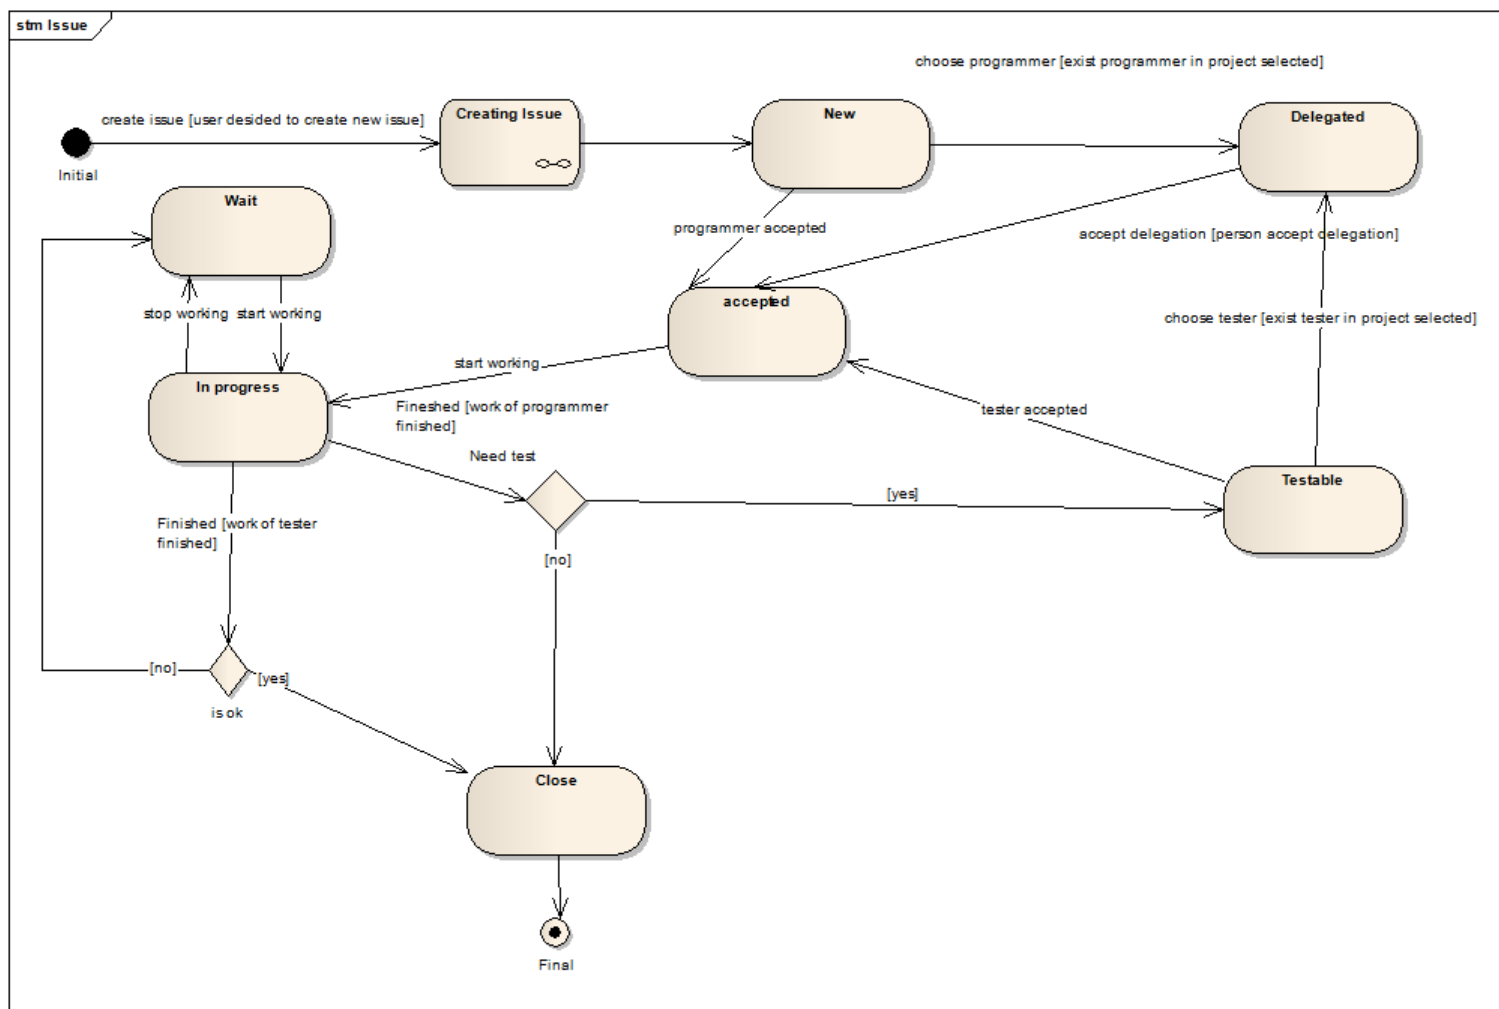 stm Issue
choose programmer [exist programmer in project selected]
create issue [user desided to create new issue]
Creating Issue
New
Delegated
Initial
Wait
programmer accepted
accept delegation [person accept delegation]
accepted
stop working
start working
choose tester [exist tester in project selected]
start working
In progress
Fineshed [work of programmer
finished]
tester accepted
Need test
Testable
[yes]
Finished [work of tester
finished]
[no]
[no]
[yes]
is ok
Close
Final